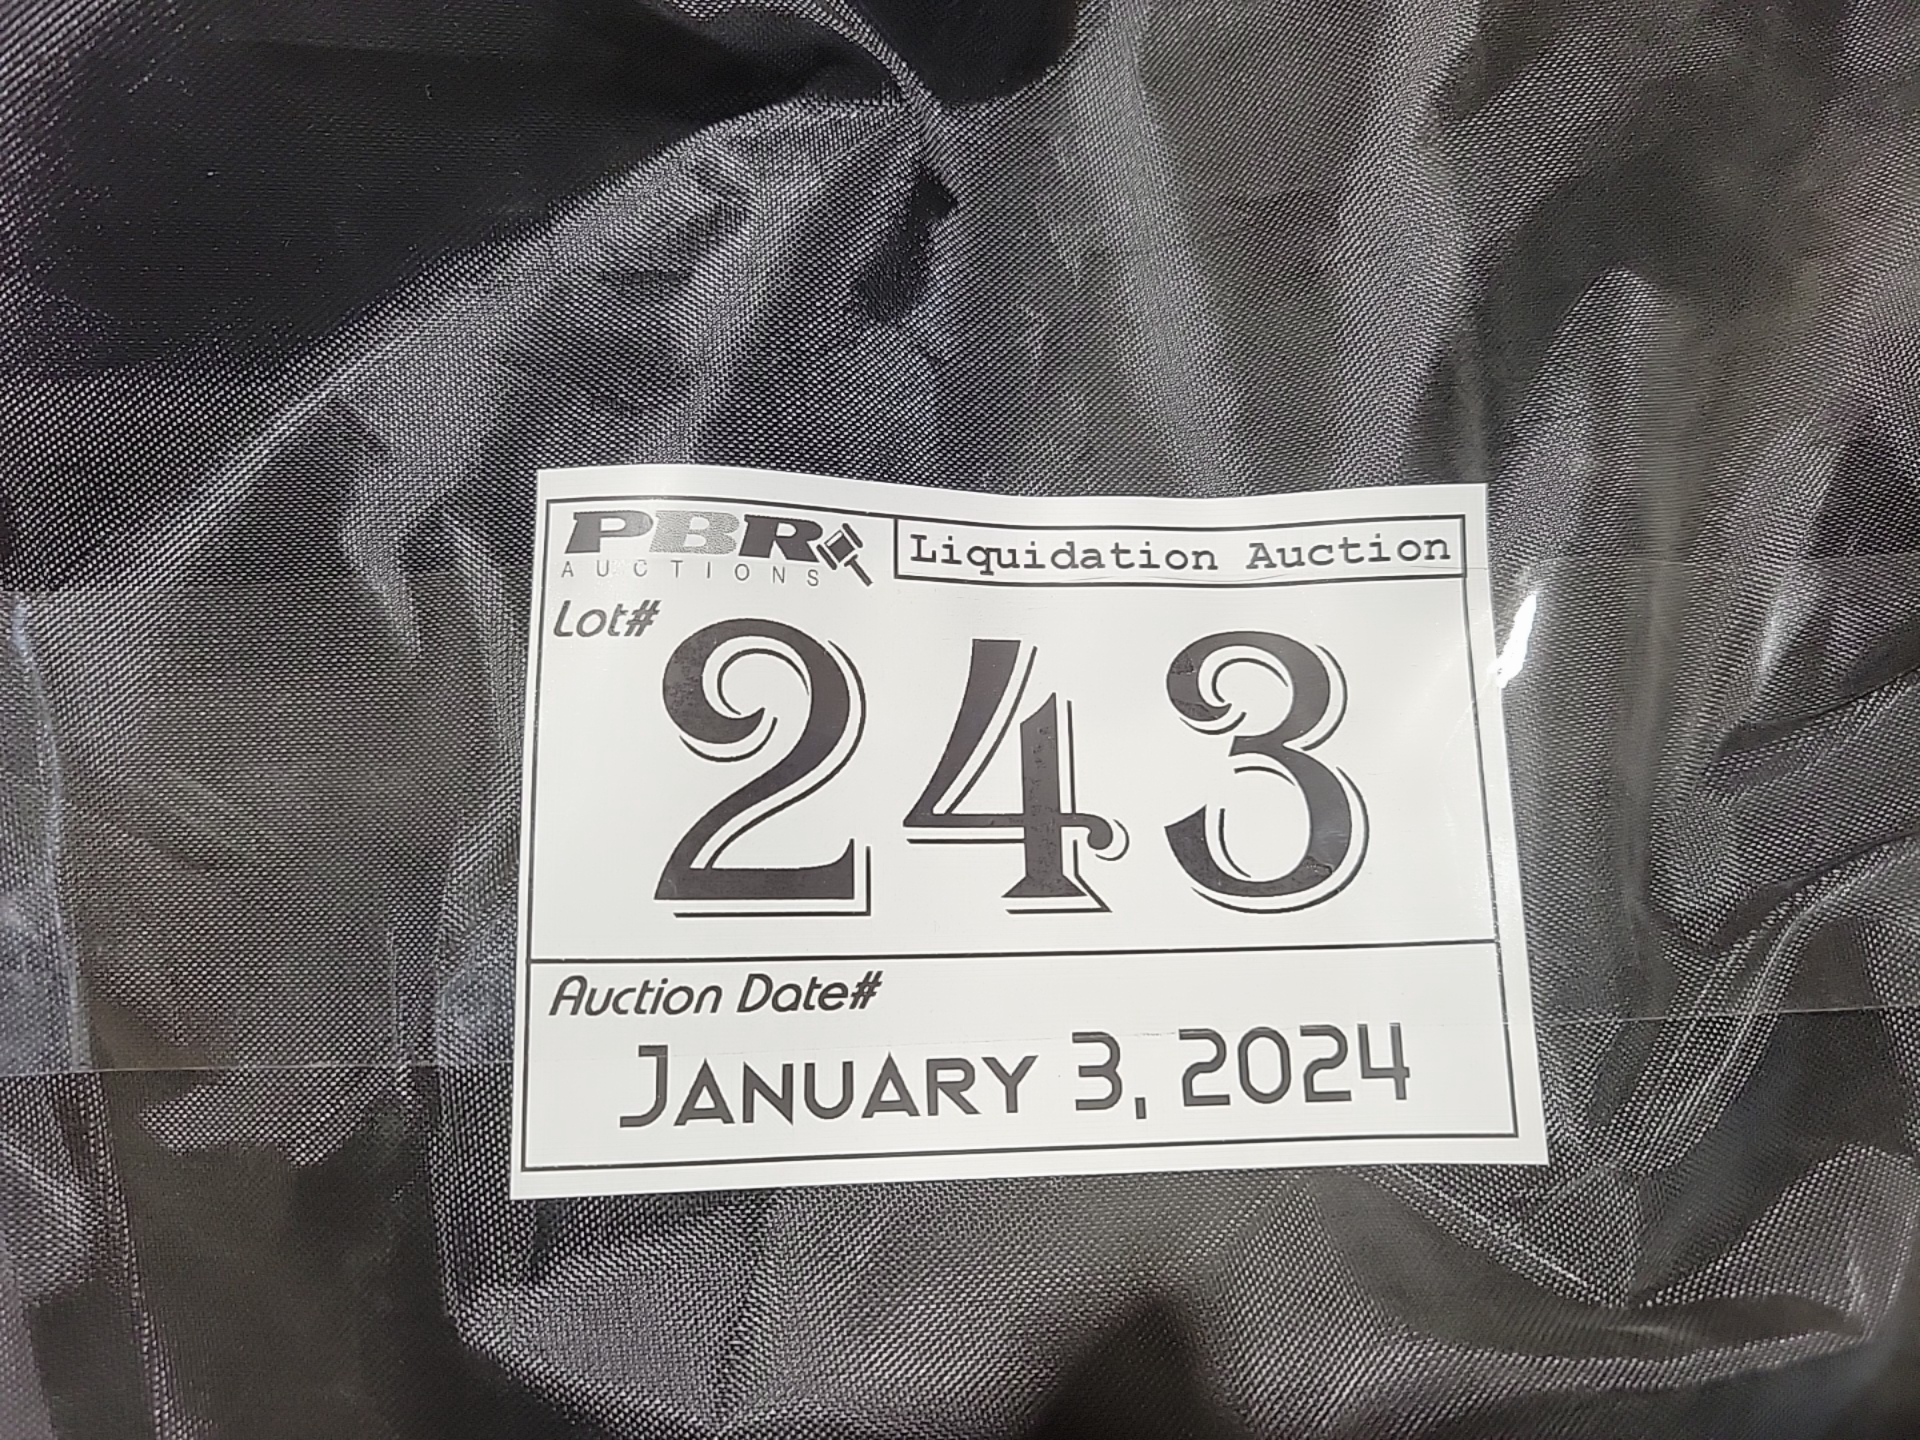 PBR
AUCTIONS
Liquidation Auction
Lot#
243
Auction Date#
January 3, 2024